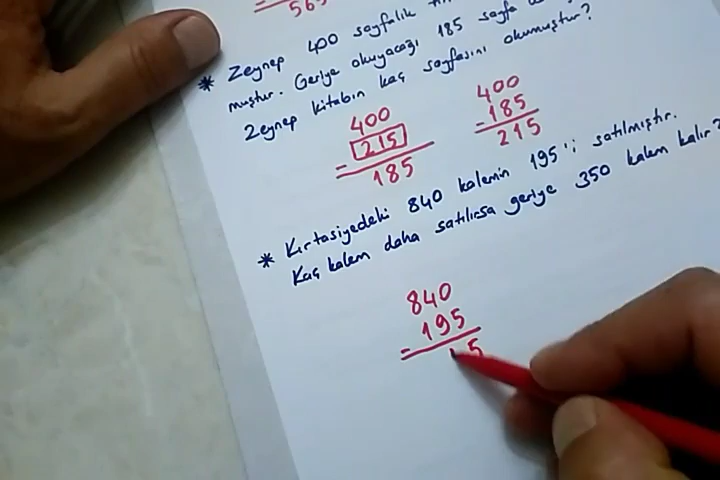 565
* Zeynep 400 sayfalık
muştur. Geriye okuyacağı 185 sayfa
Zeynep kitabın kaç sayfasını okumuştur?
400
215
-
185
400
185
-
215
* Kırtasiyedeki 840 kalemin 195'i satılmıştır.
Kaç kalem daha satılırsa geriye 350 kalem kalır?
840
195
-
5